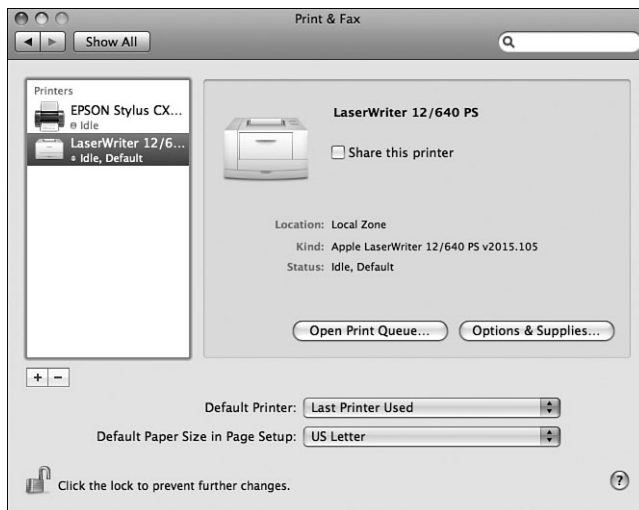 Print & Fax
Show All
Printers
EPSON Stylus CX...
Idle
LaserWriter 12/6...
Idle, Default
LaserWriter 12/640 PS
Share this printer
Location: Local Zone
Kind: Apple LaserWriter 12/640 PS v2015.105
Status: Idle, Default
Open Print Queue...
Options & Supplies...
+ −
Default Printer: Last Printer Used
Default Paper Size in Page Setup: US Letter
Click the lock to prevent further changes.
?